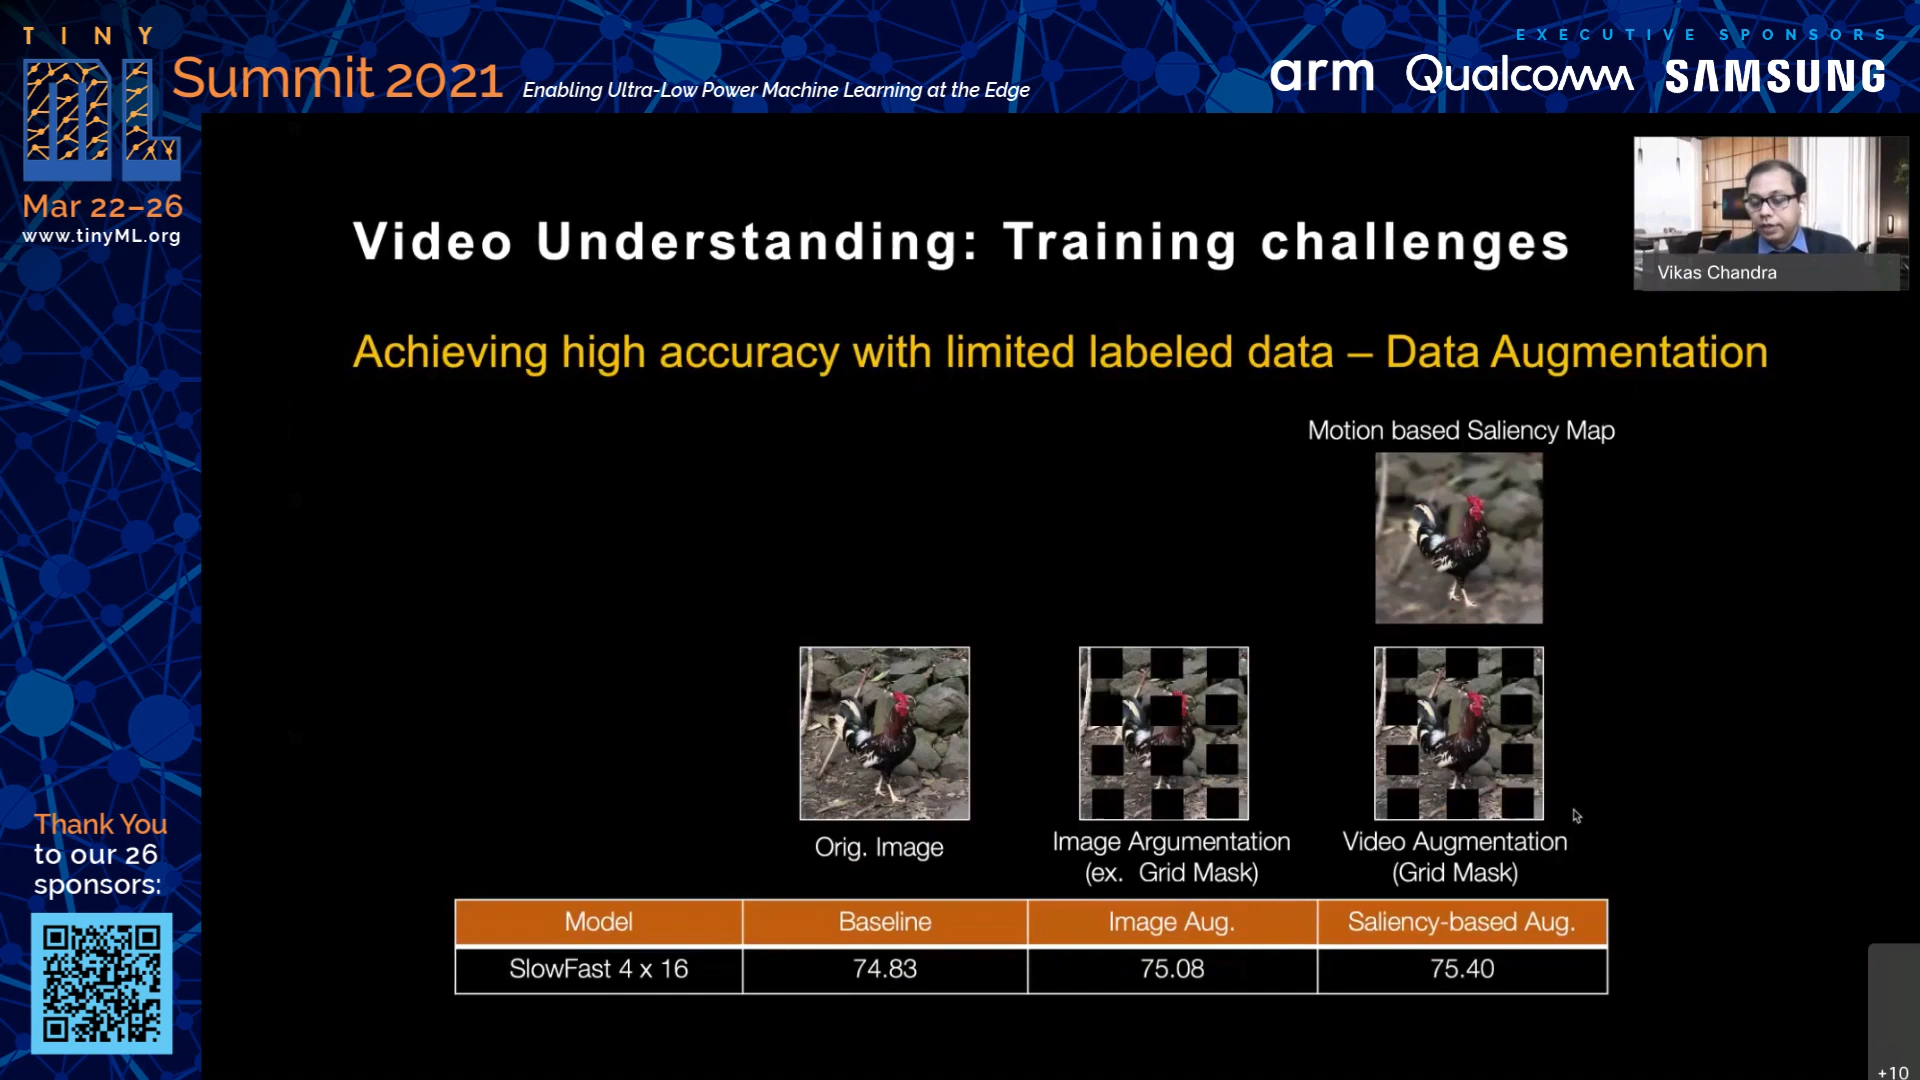 TINY
ML
Summit 2021
Enabling Ultra-Low Power Machine Learning at the Edge
EXECUTIVE SPONSORS
arm Qualcomm SAMSUNG
Mar 22–26
www.tinyML.org
Vikas Chandra
Video Understanding: Training challenges
Achieving high accuracy with limited labeled data – Data Augmentation
Motion based Saliency Map
Orig. Image
Image Argumentation
(ex. Grid Mask)
Video Augmentation
(Grid Mask)
Model Baseline Image Aug. Saliency-based Aug.
SlowFast 4 x 16 74.83 75.08 75.40
Thank You
to our 26
sponsors:
+10